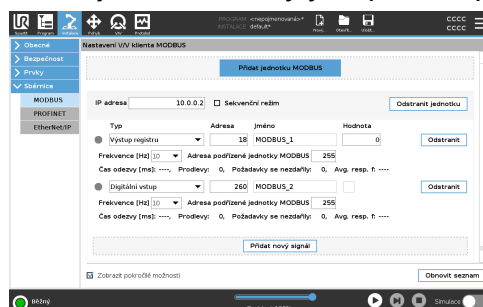 PROGRAM <nepojmenovaná>*
INSTALACE default*
Spustit Program Instalace Pohyb V/V Protokol Nový... Otevřít... Uložit...
CCCC
CCCC
Obecné
Bezpečnost
Prvky
Sběrnice
MODBUS
PROFINET
EtherNet/IP
Nastavení V/V klienta MODBUS
Přidat jednotku MODBUS
IP adresa 10.0.0.2 Sekvenční režim Odstranit jednotku
Typ Adresa Jméno Hodnota
Výstup registru 18 MODBUS_1 0 Odstranit
Frekvence [Hz] 10 Adresa podřízené jednotky MODBUS 255
Čas odezvy [ms]: ----, Prodlevy: 0, Požadavky se nezdařily: 0, Avg. resp. f: ----
Digitální vstup 260 MODBUS_2 Odstranit
Frekvence [Hz] 10 Adresa podřízené jednotky MODBUS 255
Čas odezvy [ms]: ----, Prodlevy: 0, Požadavky se nezdařily: 0, Avg. resp. f: ----
Přidat nový signál
Zobrazit pokročilé možnosti Obnovit seznam
Běžný Simulace